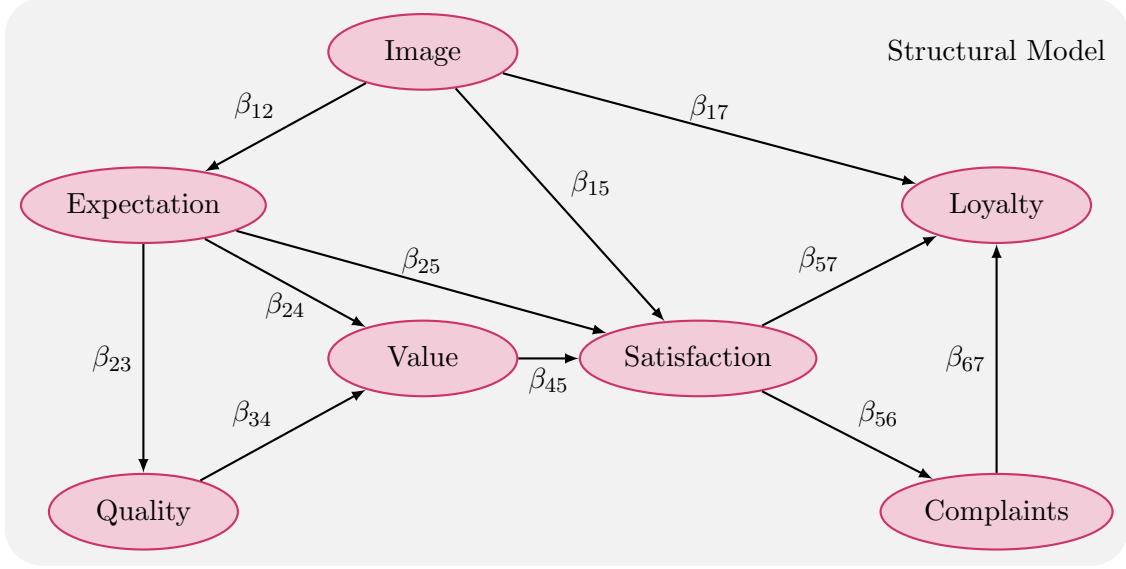 Image
Structural Model
β12
β17
β15
Expectation
Loyalty
β25
β57
β24
β23
Value
Satisfaction
β67
β45
β34
β56
Quality
Complaints